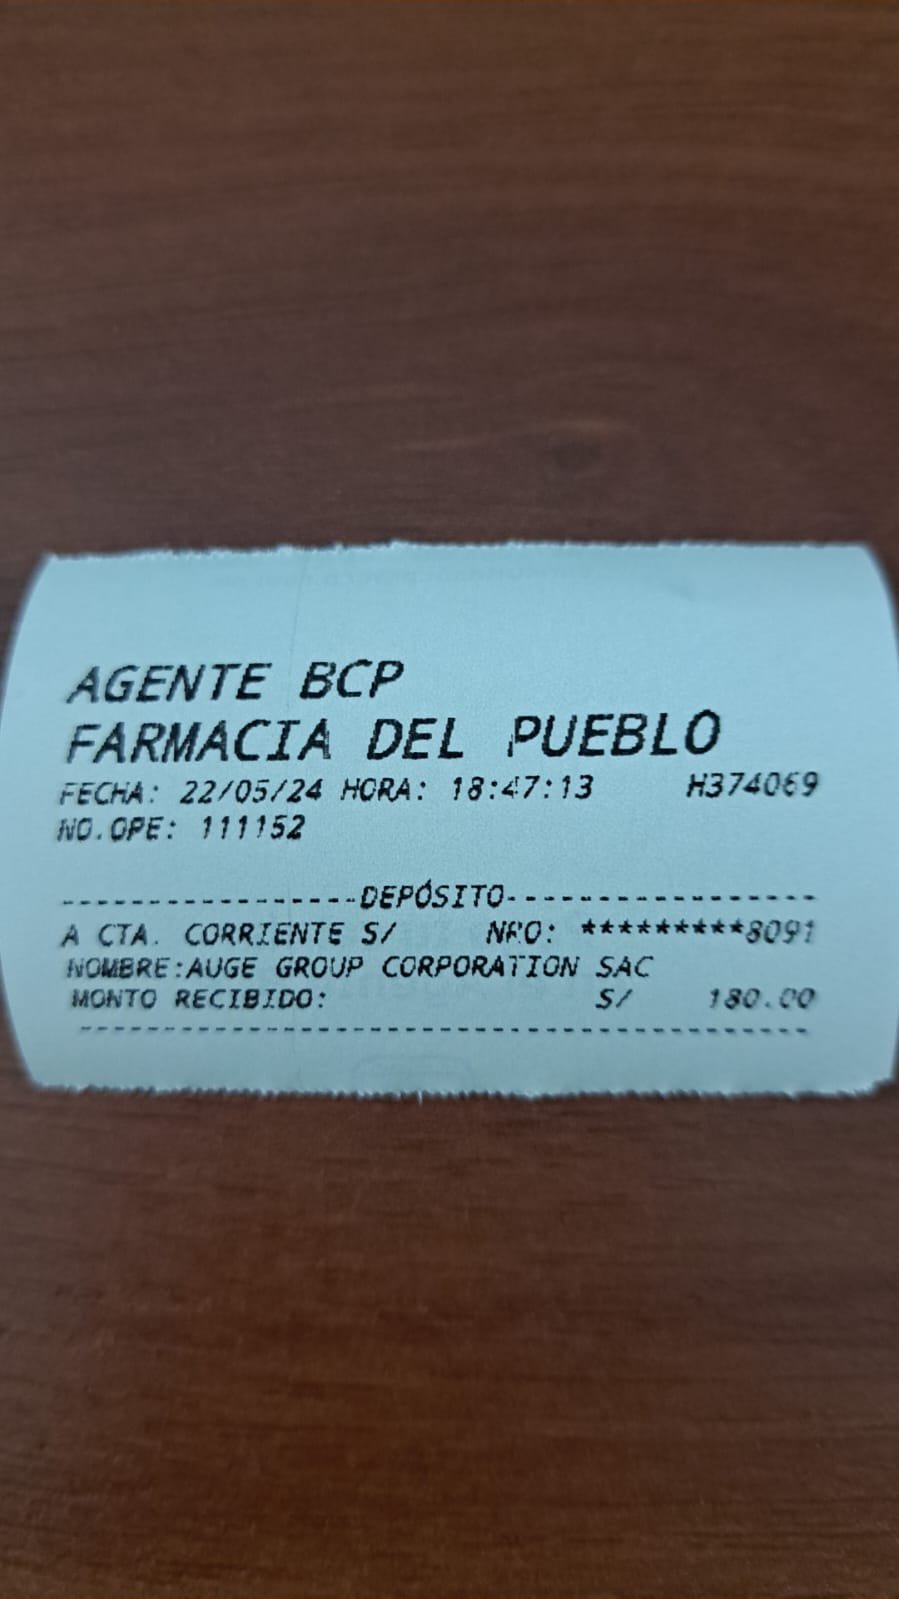 AGENTE BCP
FARMACIA DEL PUEBLO
FECHA: 22/05/24 HORA: 18:47:13 H374069
NO.OPE: 111152
------------------DEPÓSITO------------------
A CTA. CORRIENTE S/ NRO: *********8091
NOMBRE:AUGE GROUP CORPORATION SAC
MONTO RECIBIDO: S/ 180.00